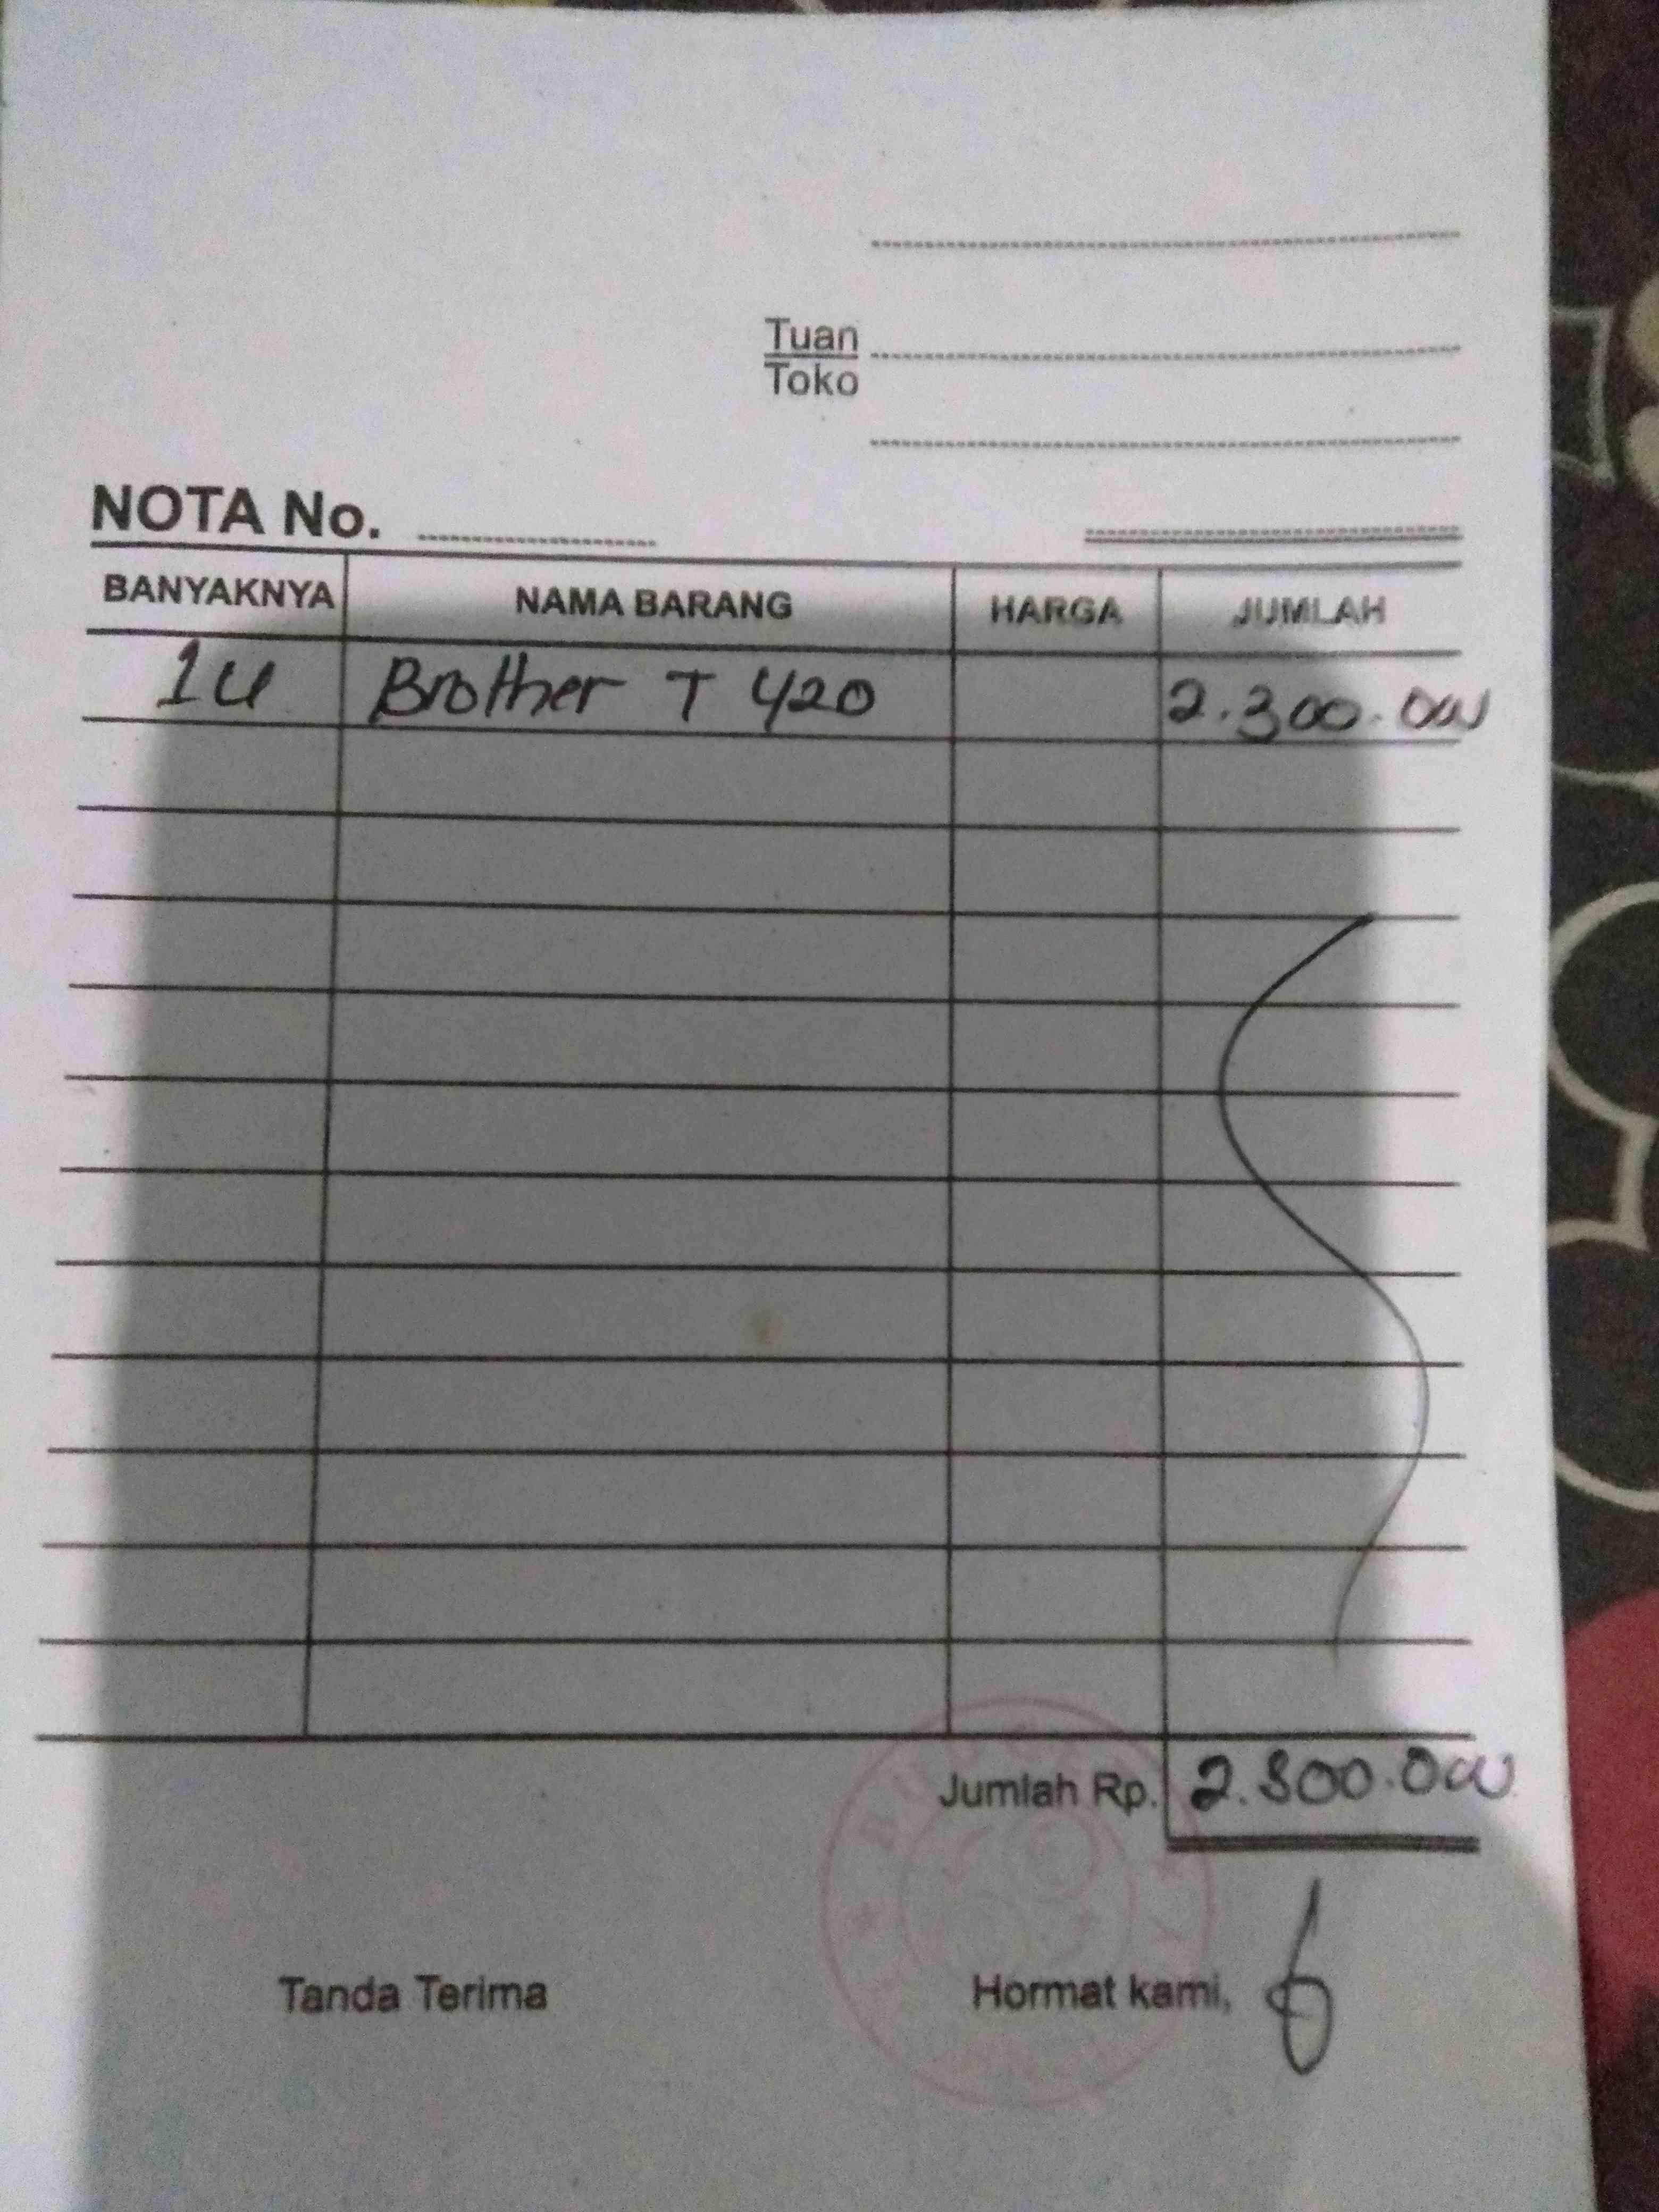 Tuan
Toko
NOTA No.
BANYAKNYA NAMA BARANG HARGA JUMLAH
1u Brother T 420 2.300.000
Jumlah Rp. 2.300.000
Tanda Terima Hormat kami,